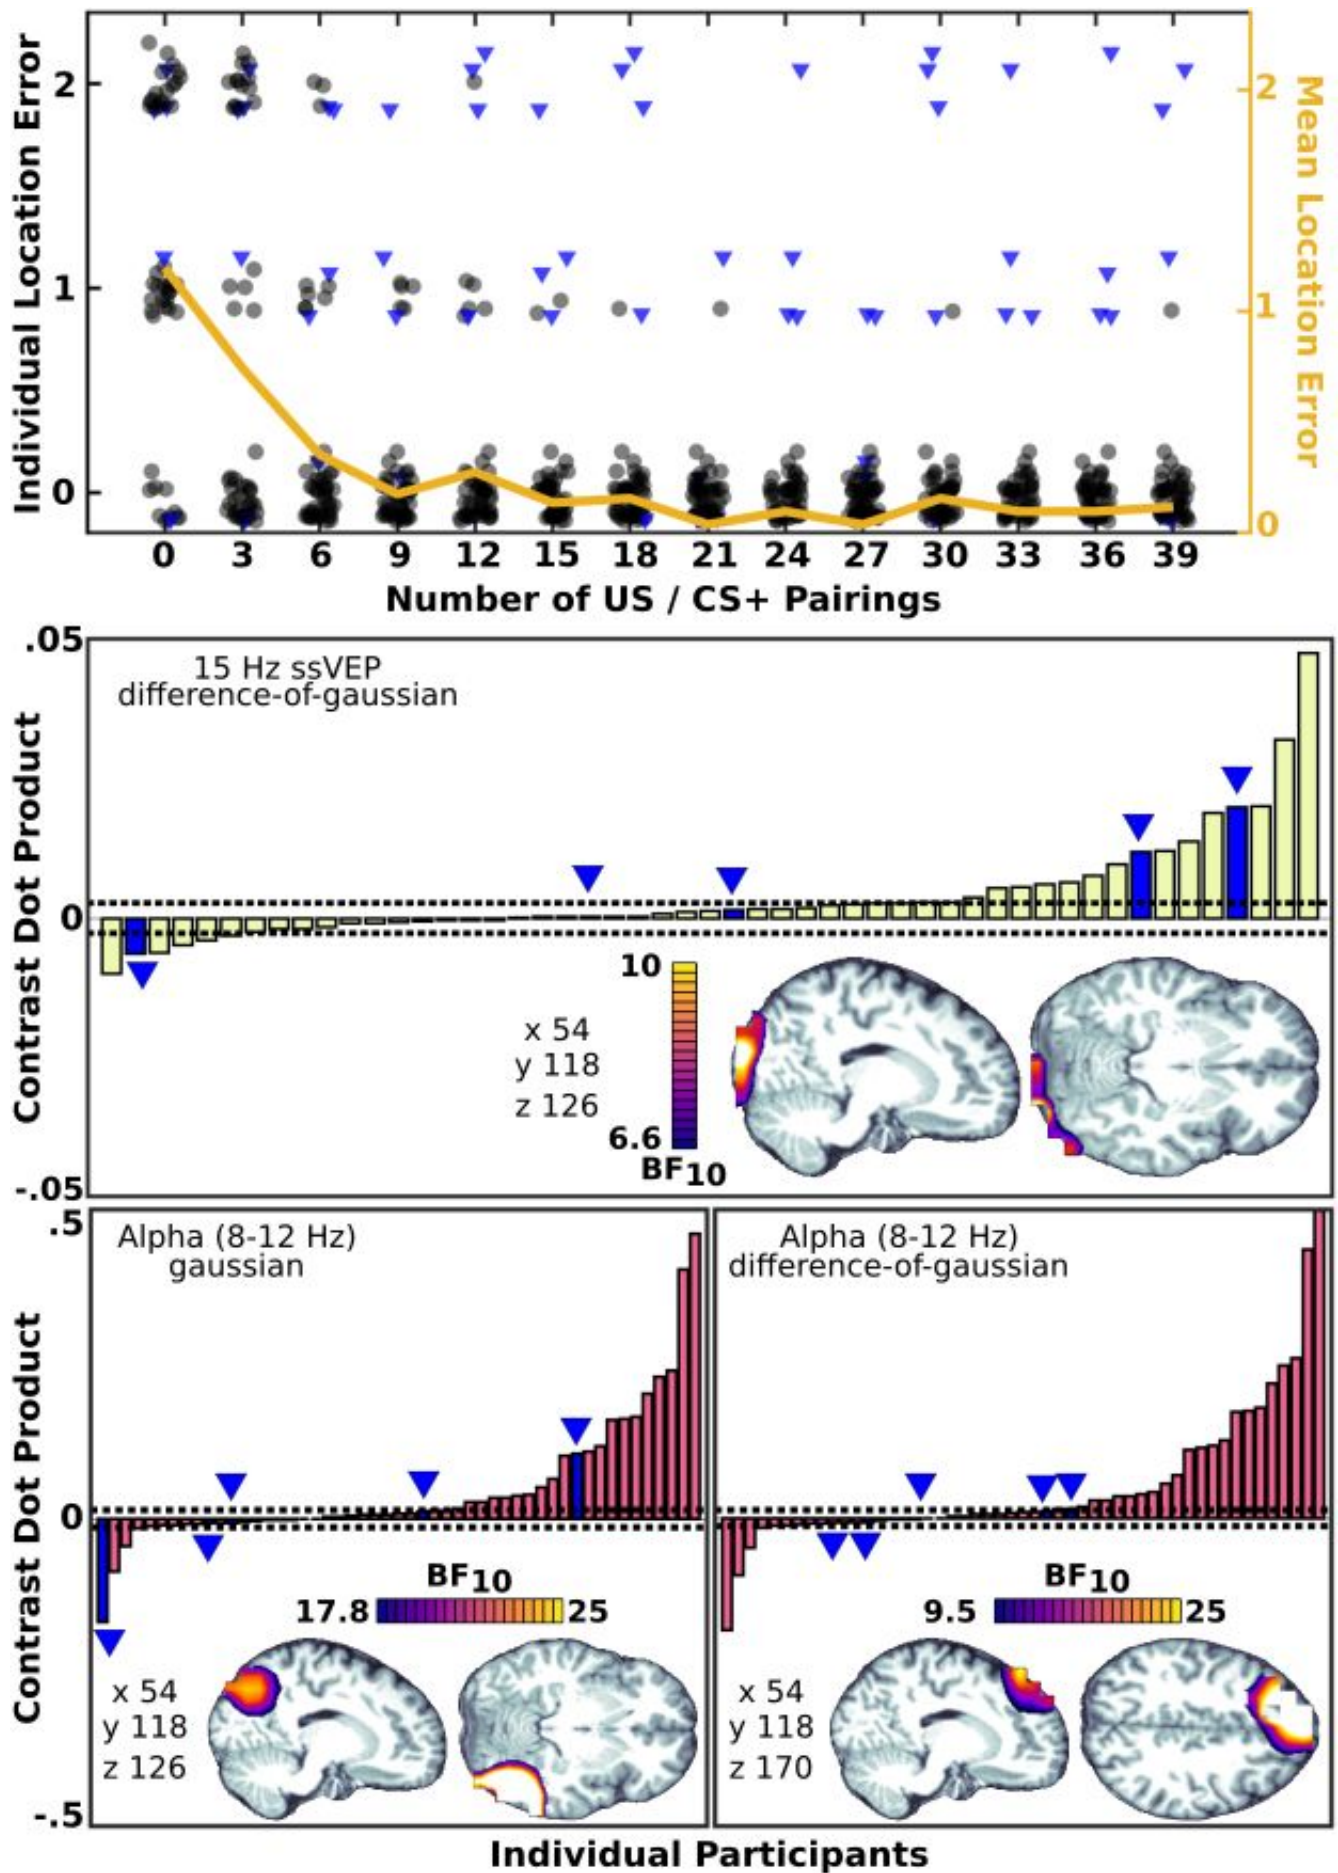 Individual Location Error
2
1
0
Mean Location Error
2
1
0
0 3 6 9 12 15 18 21 24 27 30 33 36 39
Number of US / CS+ Pairings
Contrast Dot Product
.05
0
-.05
15 Hz ssVEP
difference-of-gaussian
x 54
y 118
z 126
10
6.6
BF10
Contrast Dot Product
.5
0
-.5
Alpha (8-12 Hz)
gaussian
BF10
17.8 25
x 54
y 118
z 126
Alpha (8-12 Hz)
difference-of-gaussian
BF10
9.5 25
x 54
y 118
z 170
Individual Participants